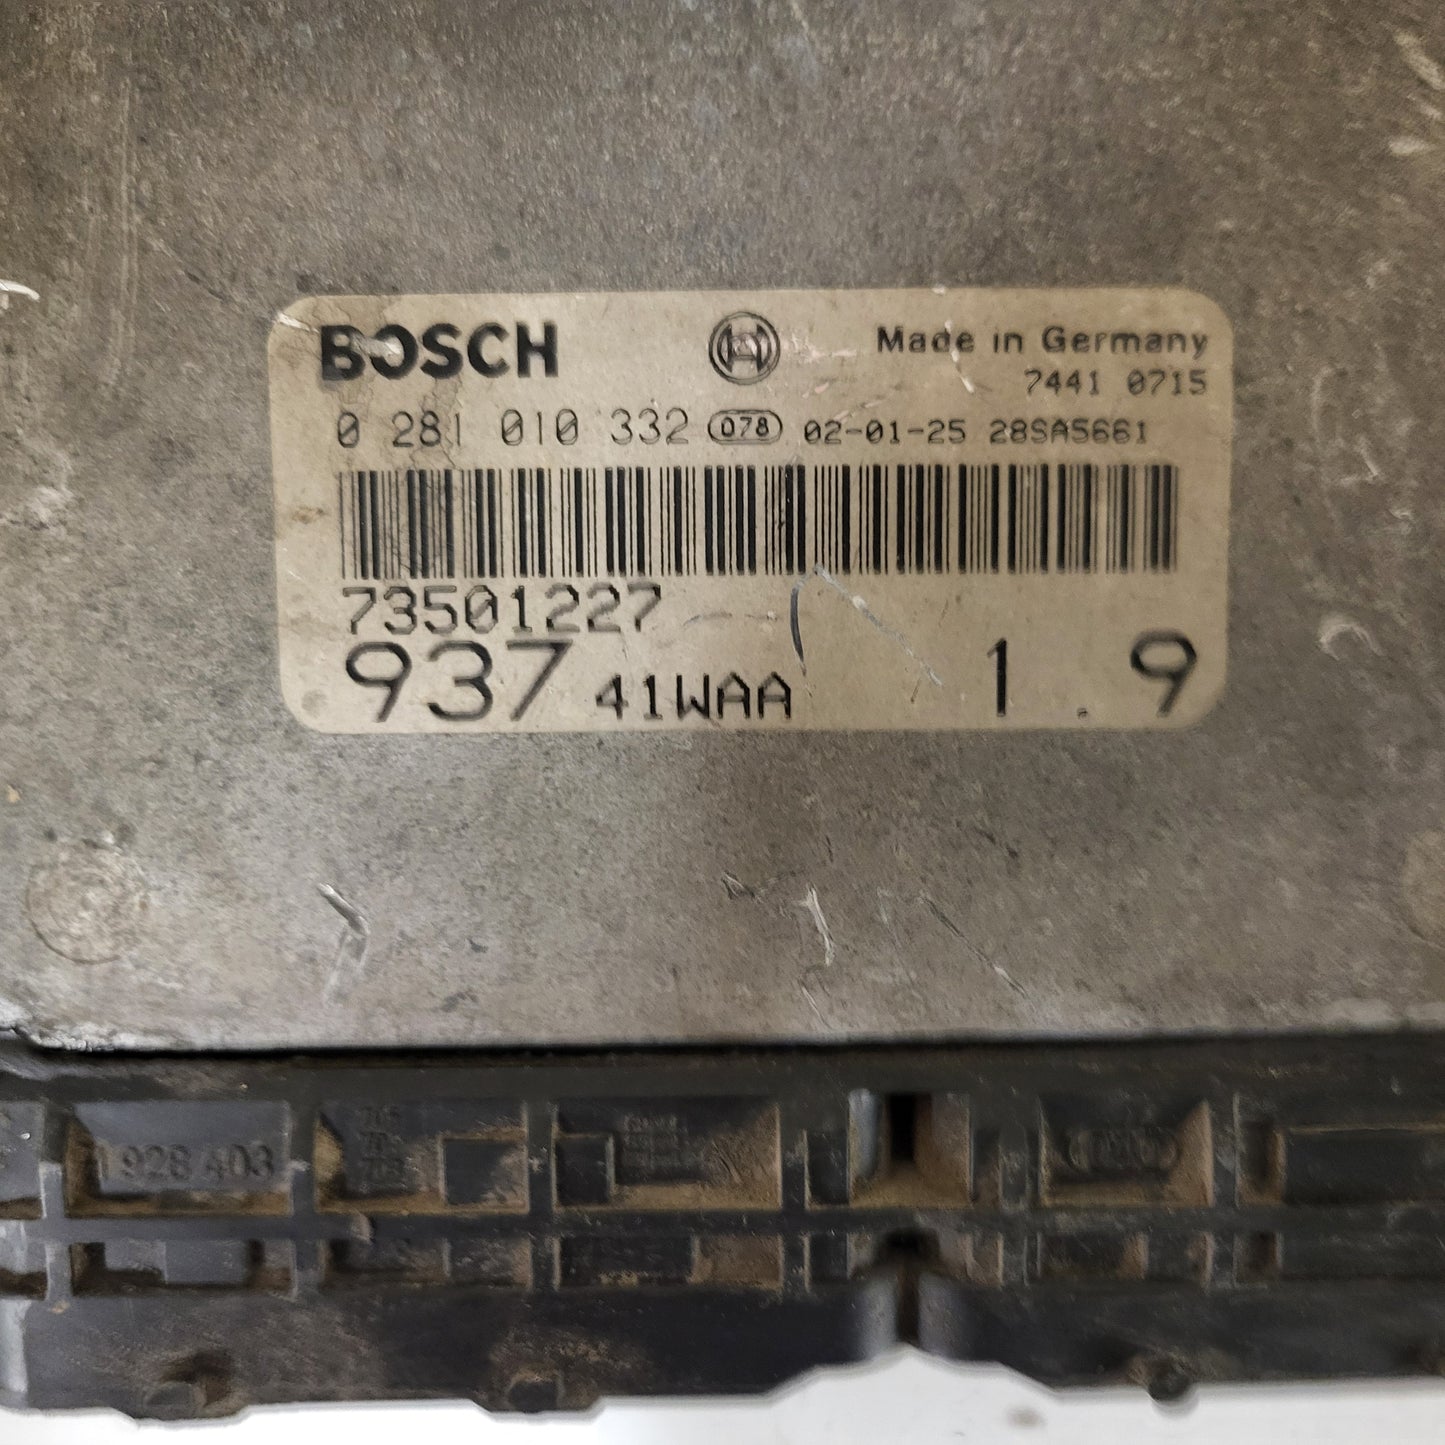 BOSCH Made in Germany
7441 0715
0 281 010 332 078 02-01-25 28SA5661
73501227
937 41WAA 1.9
928 403